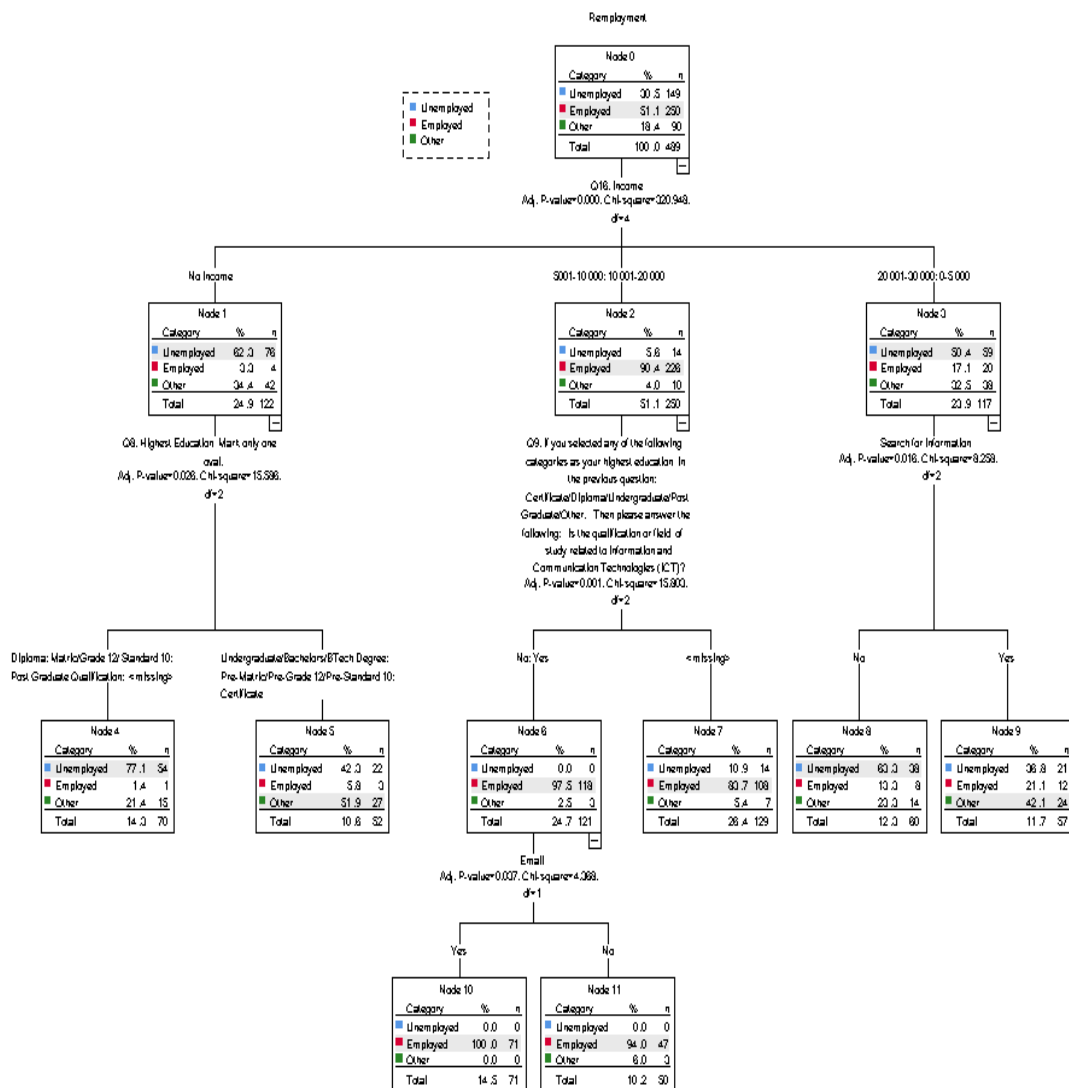 Remployment
Node 0
Category % n
Unemployed 30.5 149
Employed 51.1 250
Other 18.4 90
Total 100.0 489
Unemployed
Employed
Other
Q16. Income
Adj. P-value=0.000. Chi-square=320.948.
df=4
No Income
5001-10 000; 10 001-20 000
20 001-30 000; 0-5 000
Node 1
Category % n
Unemployed 62.3 76
Employed 3.3 4
Other 34.4 42
Total 24.9 122
Node 2
Category % n
Unemployed 5.6 14
Employed 90.4 226
Other 4.0 10
Total 51.1 250
Node 3
Category % n
Unemployed 50.4 59
Employed 17.1 20
Other 32.5 38
Total 23.9 117
Q8. Highest Education Mark only one
oval.
Adj. P-value=0.026. Chi-square=15.586.
df=2
Q9. If you selected any of the following
categories as your highest education in
the previous question:
Certificate/Diploma/Undergraduate/Post
Graduate/Other. Then please answer the
following: Is the qualification or field of
study related to Information and
Communication Technologies (ICT)?
Adj. P-value=0.001. Chi-square=15.803.
df=2
Search for Information
Adj. P-value=0.016. Chi-square=8.258.
df=2
Diploma; Matric/Grade 12/ Standard 10;
Post Graduate Qualification; <missing>
Undergraduate/Bachelors/BTech Degree;
Pre-Matric/Pre-Grade 12/Pre-Standard 10;
Certificate
No; Yes
<missing>
No
Yes
Node 4
Category % n
Unemployed 77.1 54
Employed 1.4 1
Other 21.4 15
Total 14.3 70
Node 5
Category % n
Unemployed 42.3 22
Employed 5.8 3
Other 51.9 27
Total 10.6 52
Node 6
Category % n
Unemployed 0.0 0
Employed 97.5 118
Other 2.5 3
Total 24.7 121
Node 7
Category % n
Unemployed 10.9 14
Employed 83.7 108
Other 5.4 7
Total 26.4 129
Node 8
Category % n
Unemployed 63.3 38
Employed 13.3 8
Other 23.3 14
Total 12.3 60
Node 9
Category % n
Unemployed 36.8 21
Employed 21.1 12
Other 42.1 24
Total 11.7 57
Email
Adj. P-value=0.037. Chi-square=4.368.
df=1
Yes
No
Node 10
Category % n
Unemployed 0.0 0
Employed 100.0 71
Other 0.0 0
Total 14.5 71
Node 11
Category % n
Unemployed 0.0 0
Employed 94.0 47
Other 6.0 3
Total 10.2 50